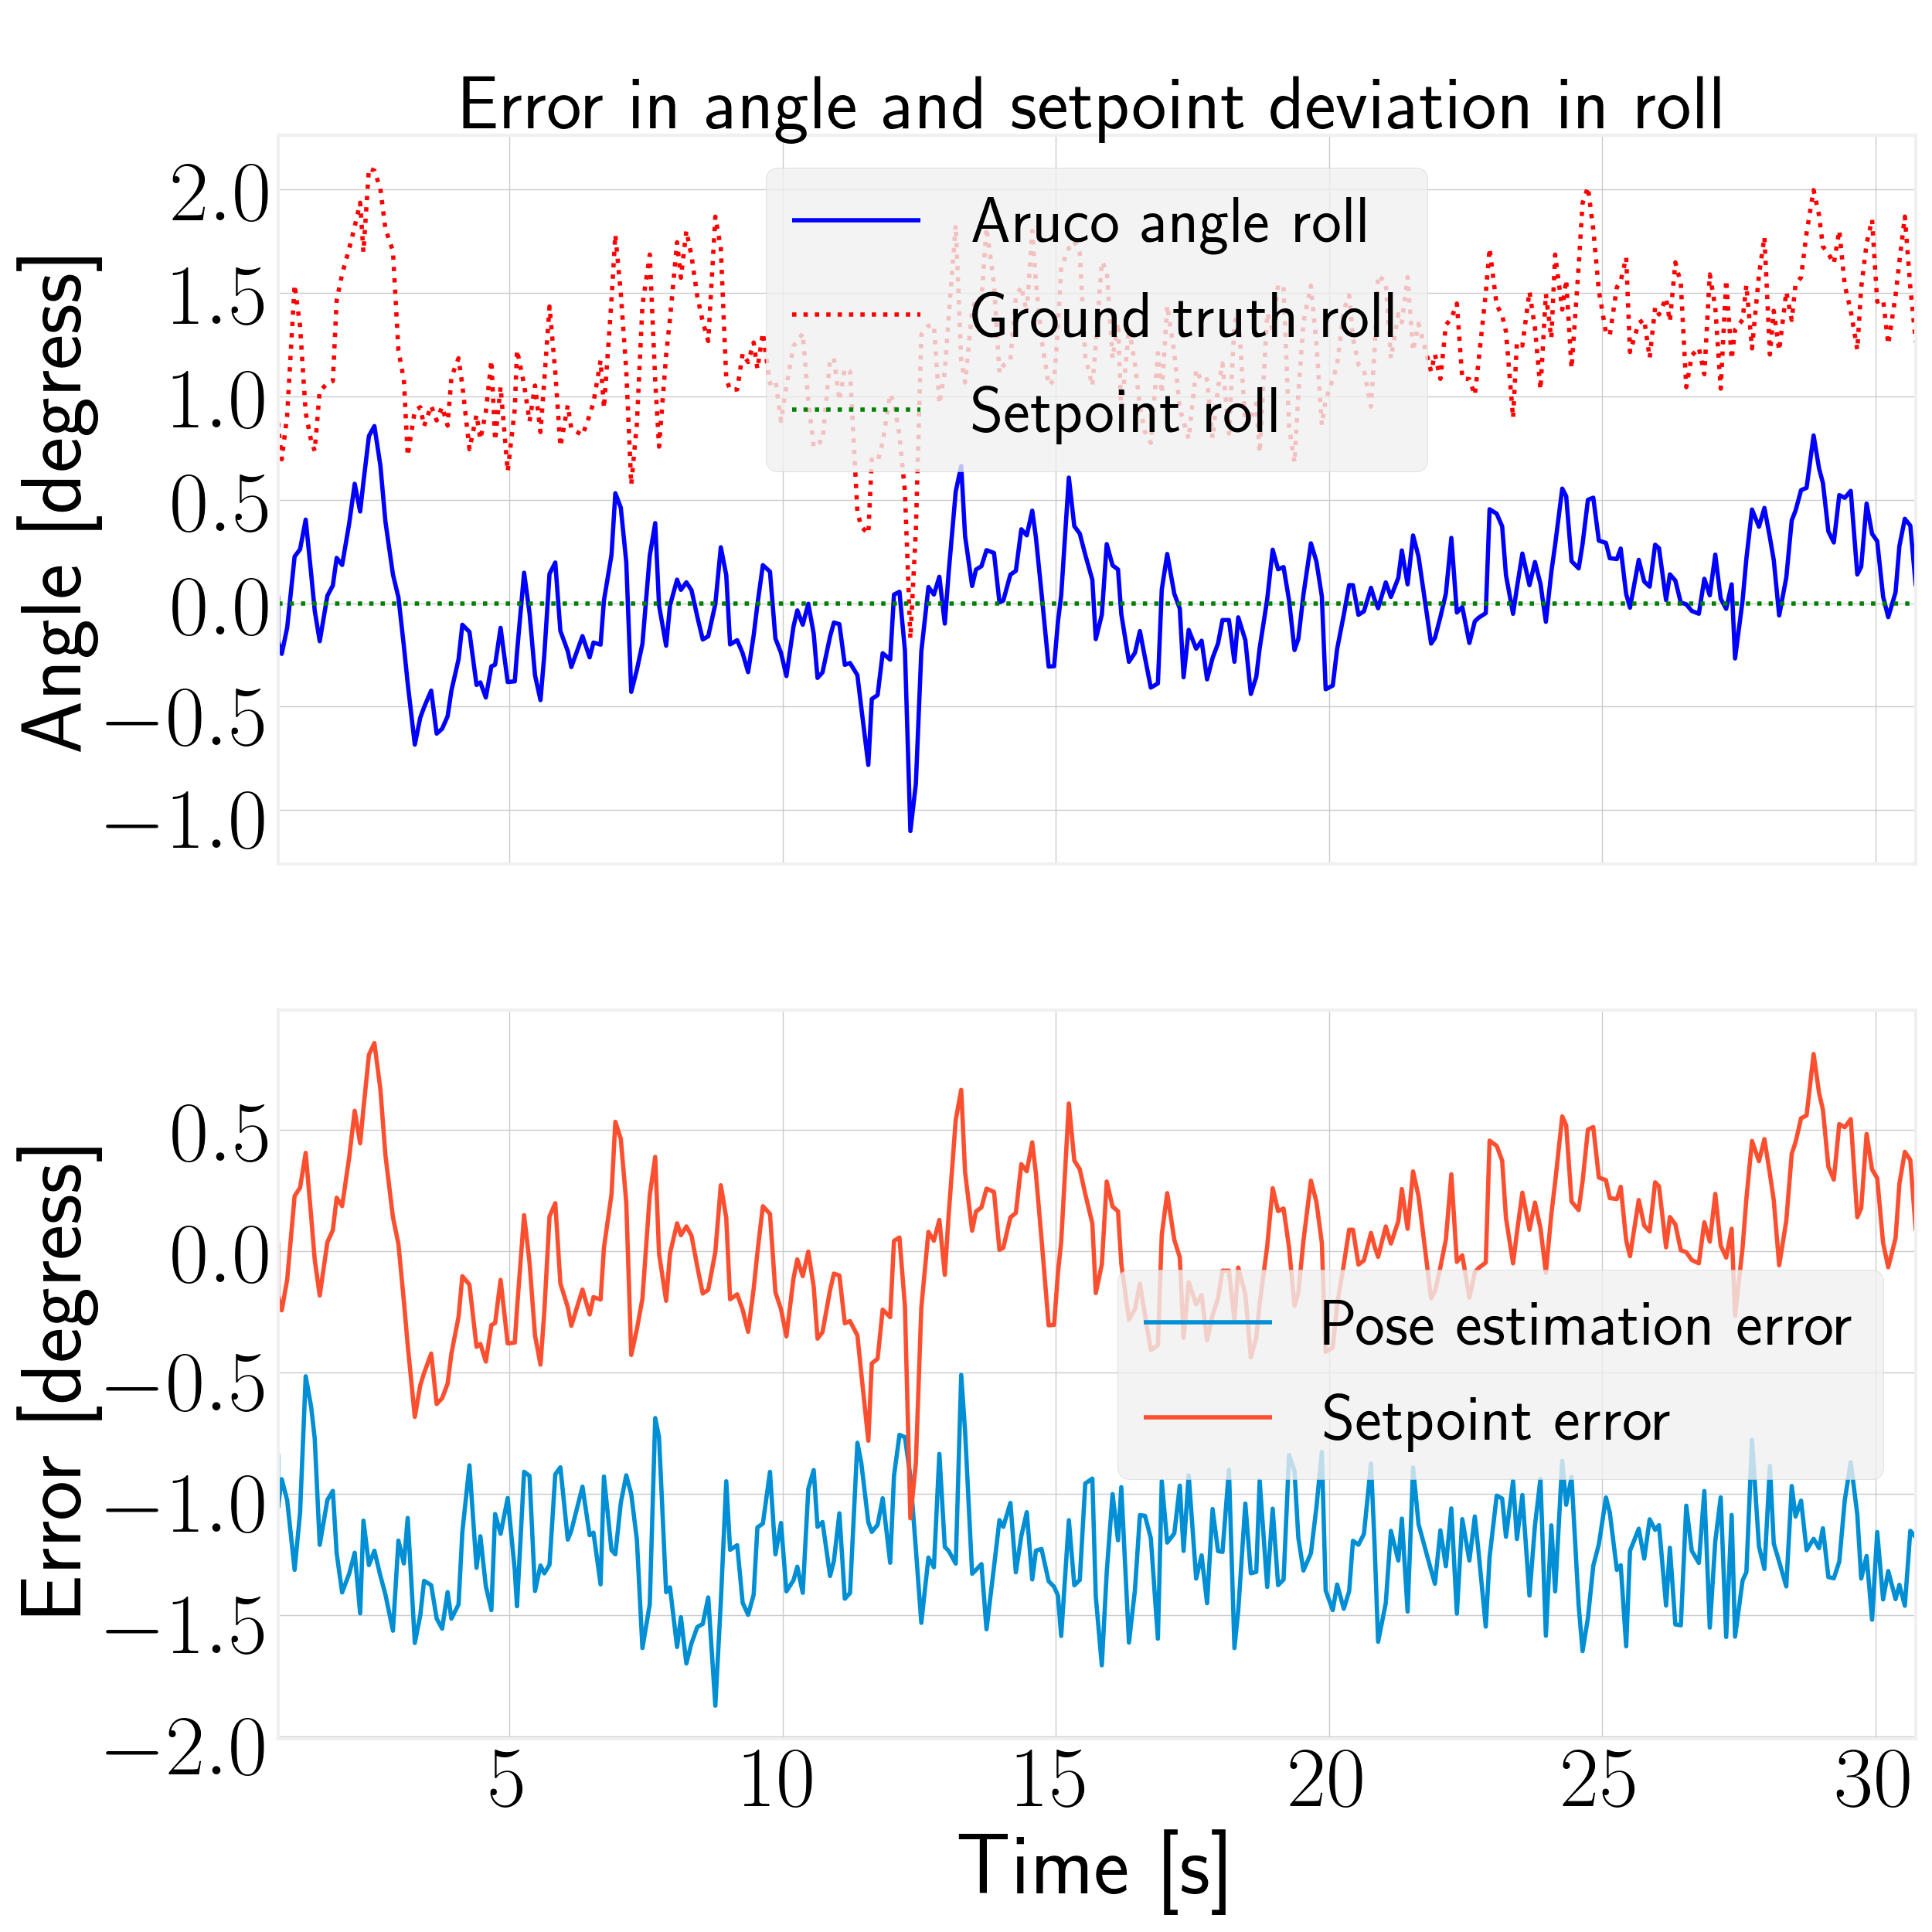 Error in angle and setpoint deviation in roll
Angle [degress]
2.0
1.5
1.0
0.5
0.0
−0.5
−1.0
Aruco angle roll
Ground truth roll
Setpoint roll
Error [degress]
0.5
0.0
−0.5
−1.0
−1.5
−2.0
Pose estimation error
Setpoint error
5 10 15 20 25 30
Time [s]